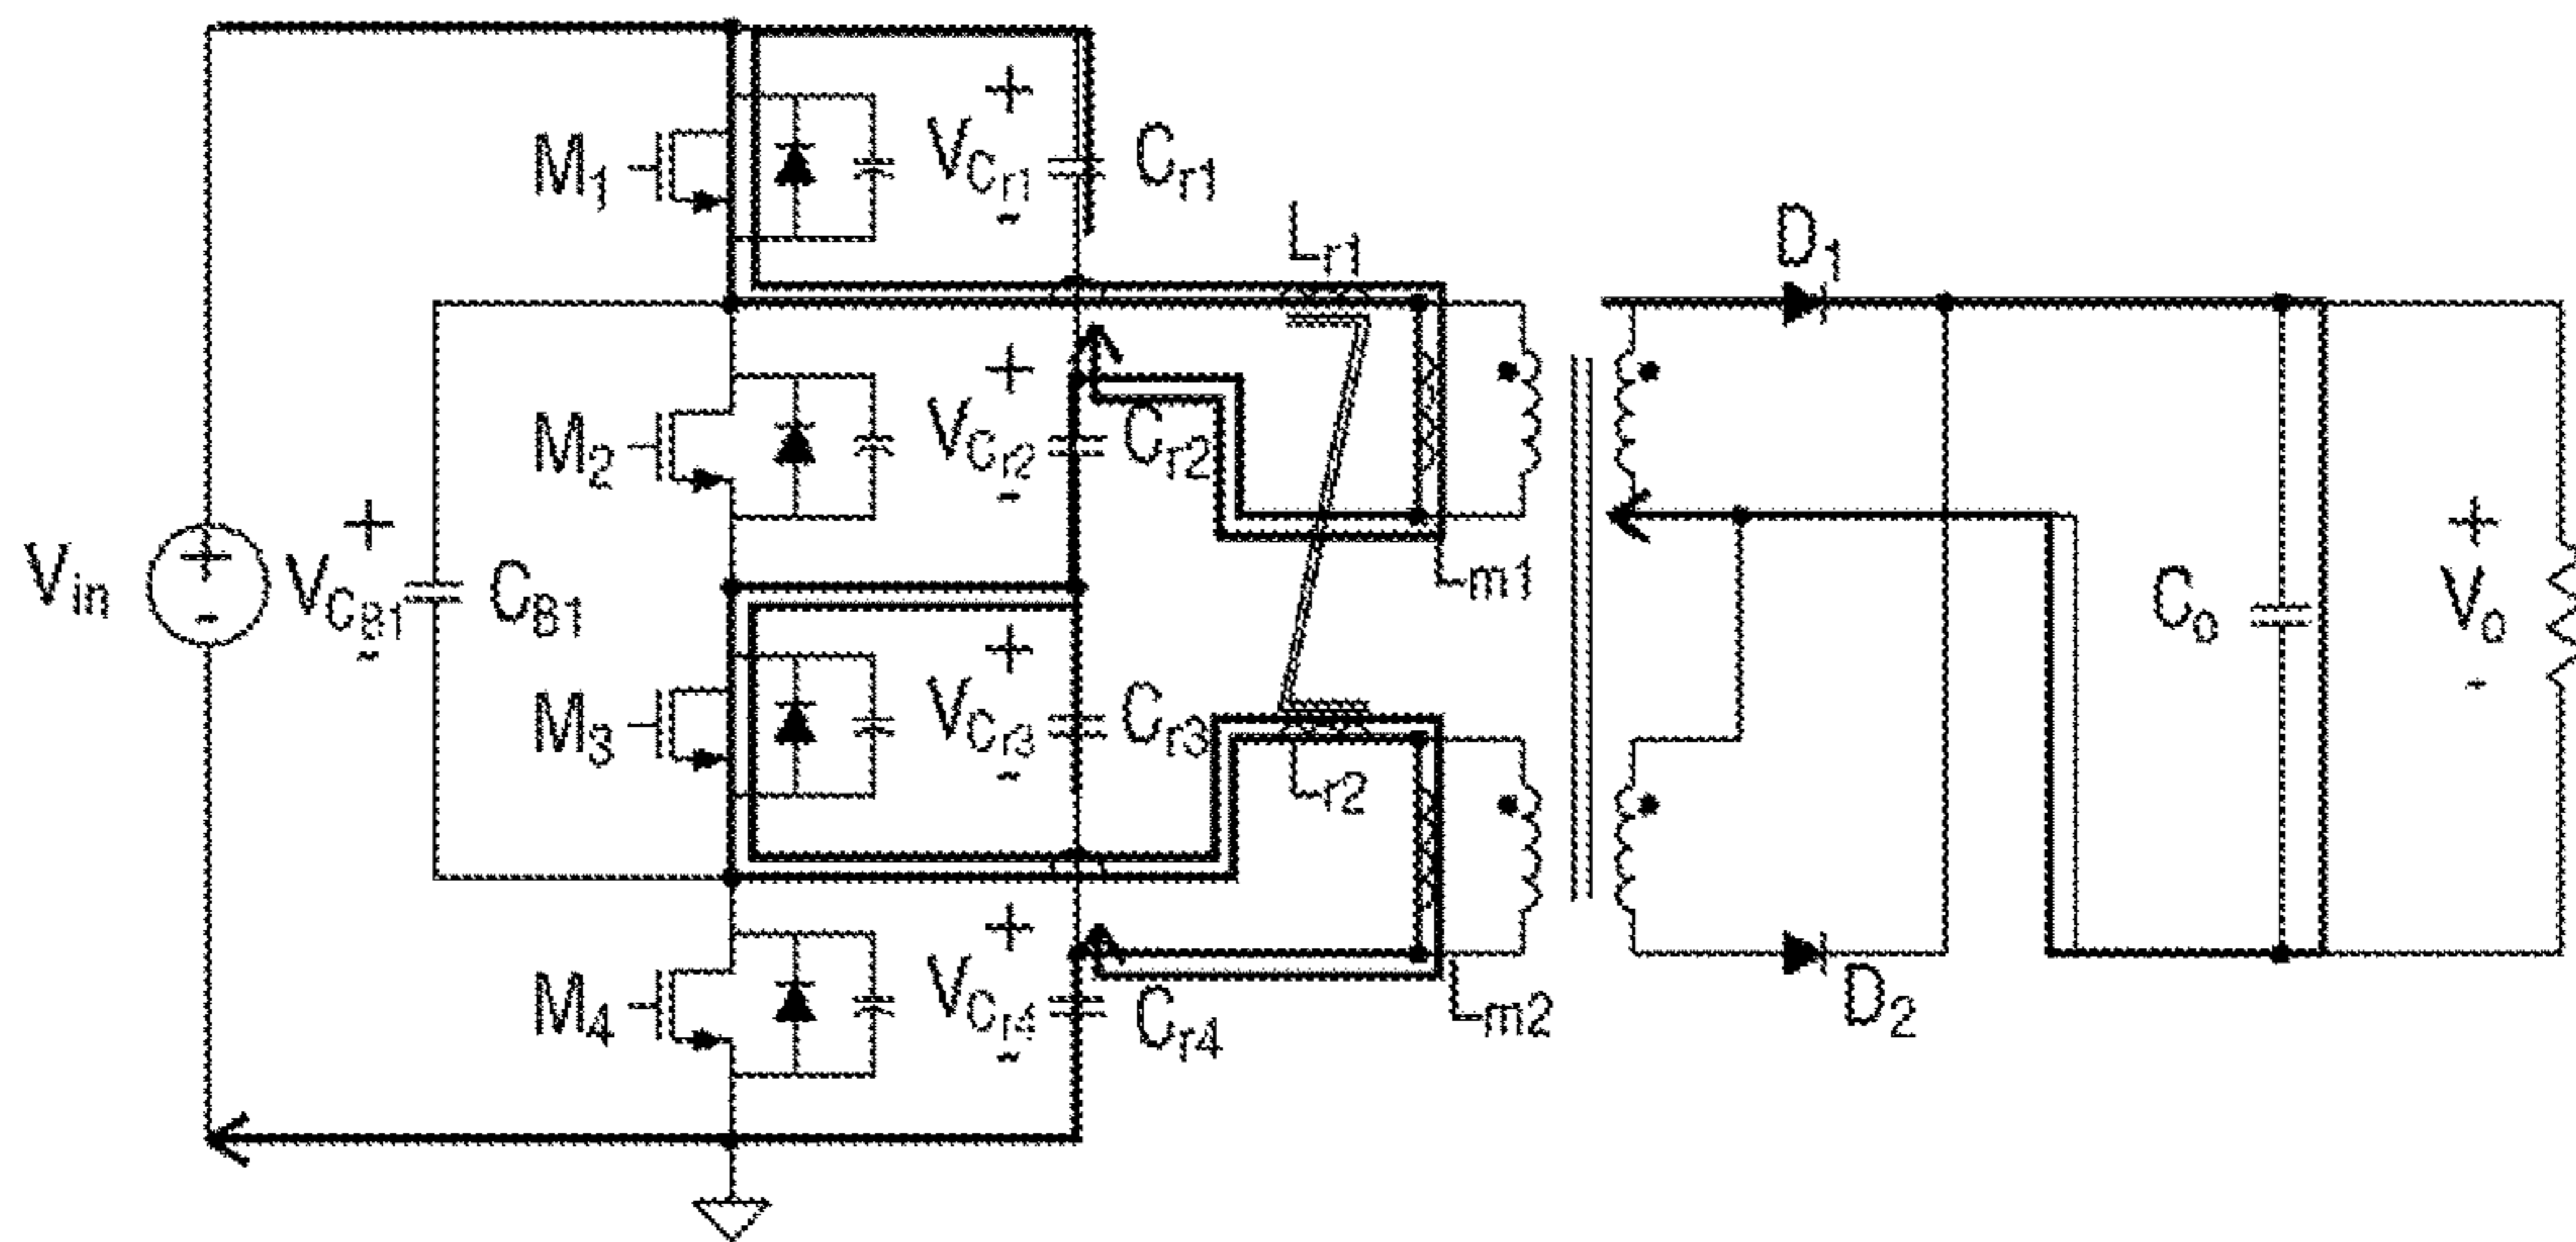 M1
+
VCr1
-
Cr1
Lr1
D1
M2
+
VCr2
-
Cr2
Vin
+
-
+
VCB1
-
CB1
Lm1
Co
+
Vo
-
M3
+
VCr3
-
Cr3
Lr2
M4
+
VCr4
-
Cr4
Lm2
D2